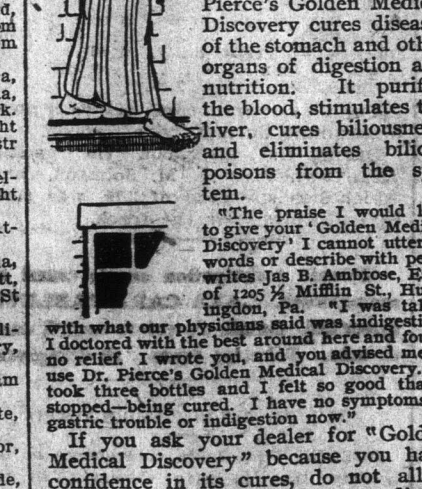 Pierce's Golden Medic
Discovery cures diseas
of the stomach and oth
organs of digestion a
nutrition. It purif
the blood, stimulates t
liver, cures biliousne
and eliminates bilio
poisons from the s
tem.
"The praise I would l
to give your 'Golden Medi
Discovery' I cannot utter
words or describe with pe
writes Jas B. Ambrose, E
of 1205 ½ Mifflin St., Hu
ingdon, Pa. "I was tak
with what our physicians said was indigesti
I doctored with the best around here and fou
no relief. I wrote you, and you advised me
use Dr. Pierce's Golden Medical Discovery.
took three bottles and I felt so good tha
stopped—being cured. I have no symptoms
gastric trouble or indigestion now."
If you ask your dealer for "Gold
Medical Discovery" because you ha
confidence in its cures, do not all